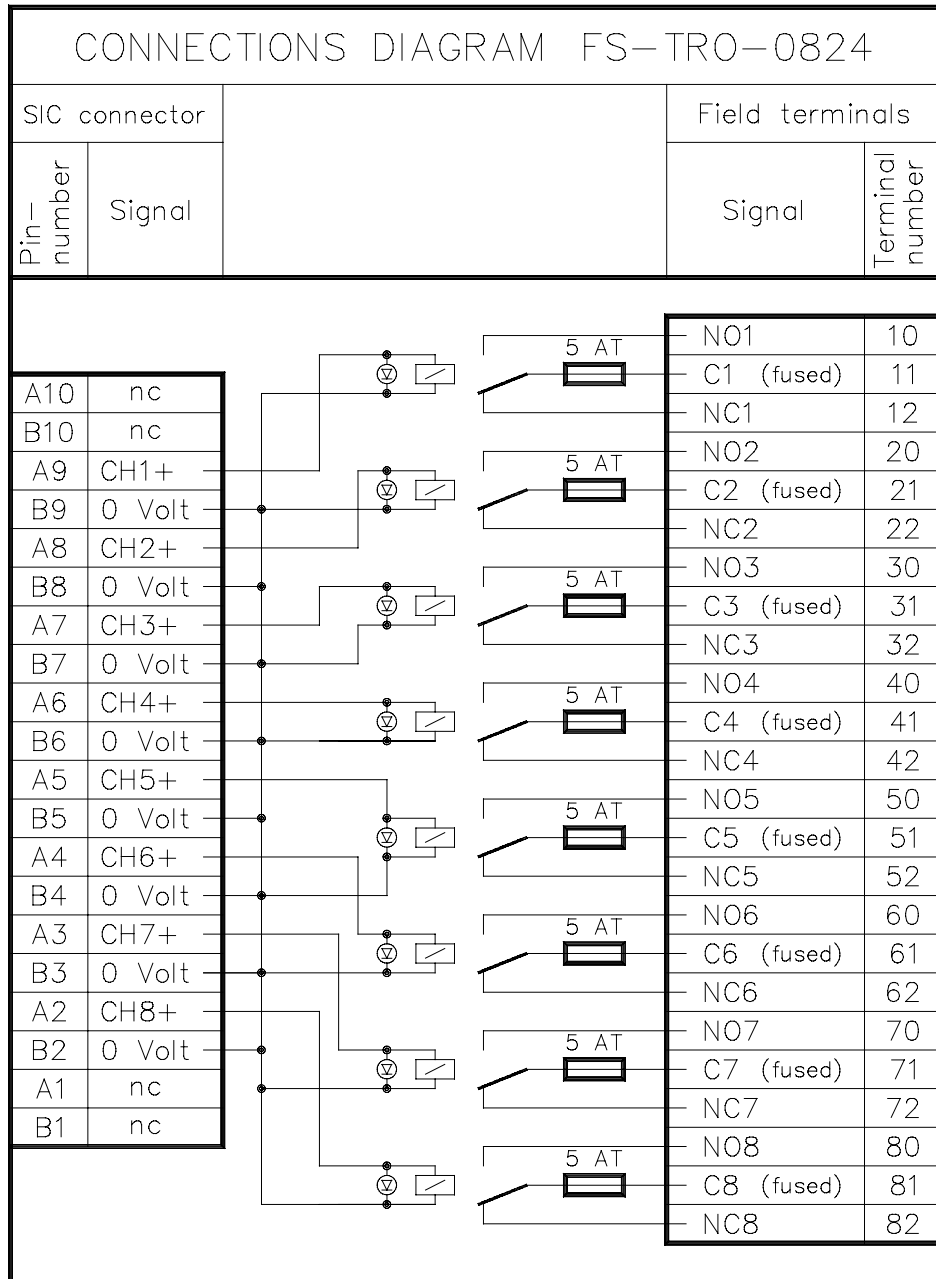 CONNECTIONS DIAGRAM FS-TRO-0824
SIC connector
Field terminals
Pin-
number
Signal
Signal
Terminal
number
A10 nc
B10 nc
A9 CH1+
B9 0 Volt
A8 CH2+
B8 0 Volt
A7 CH3+
B7 0 Volt
A6 CH4+
B6 0 Volt
A5 CH5+
B5 0 Volt
A4 CH6+
B4 0 Volt
A3 CH7+
B3 0 Volt
A2 CH8+
B2 0 Volt
A1 nc
B1 nc
5 AT
5 AT
5 AT
5 AT
5 AT
5 AT
5 AT
5 AT
NO1 10
C1 (fused) 11
NC1 12
NO2 20
C2 (fused) 21
NC2 22
NO3 30
C3 (fused) 31
NC3 32
NO4 40
C4 (fused) 41
NC4 42
NO5 50
C5 (fused) 51
NC5 52
NO6 60
C6 (fused) 61
NC6 62
NO7 70
C7 (fused) 71
NC7 72
NO8 80
C8 (fused) 81
NC8 82